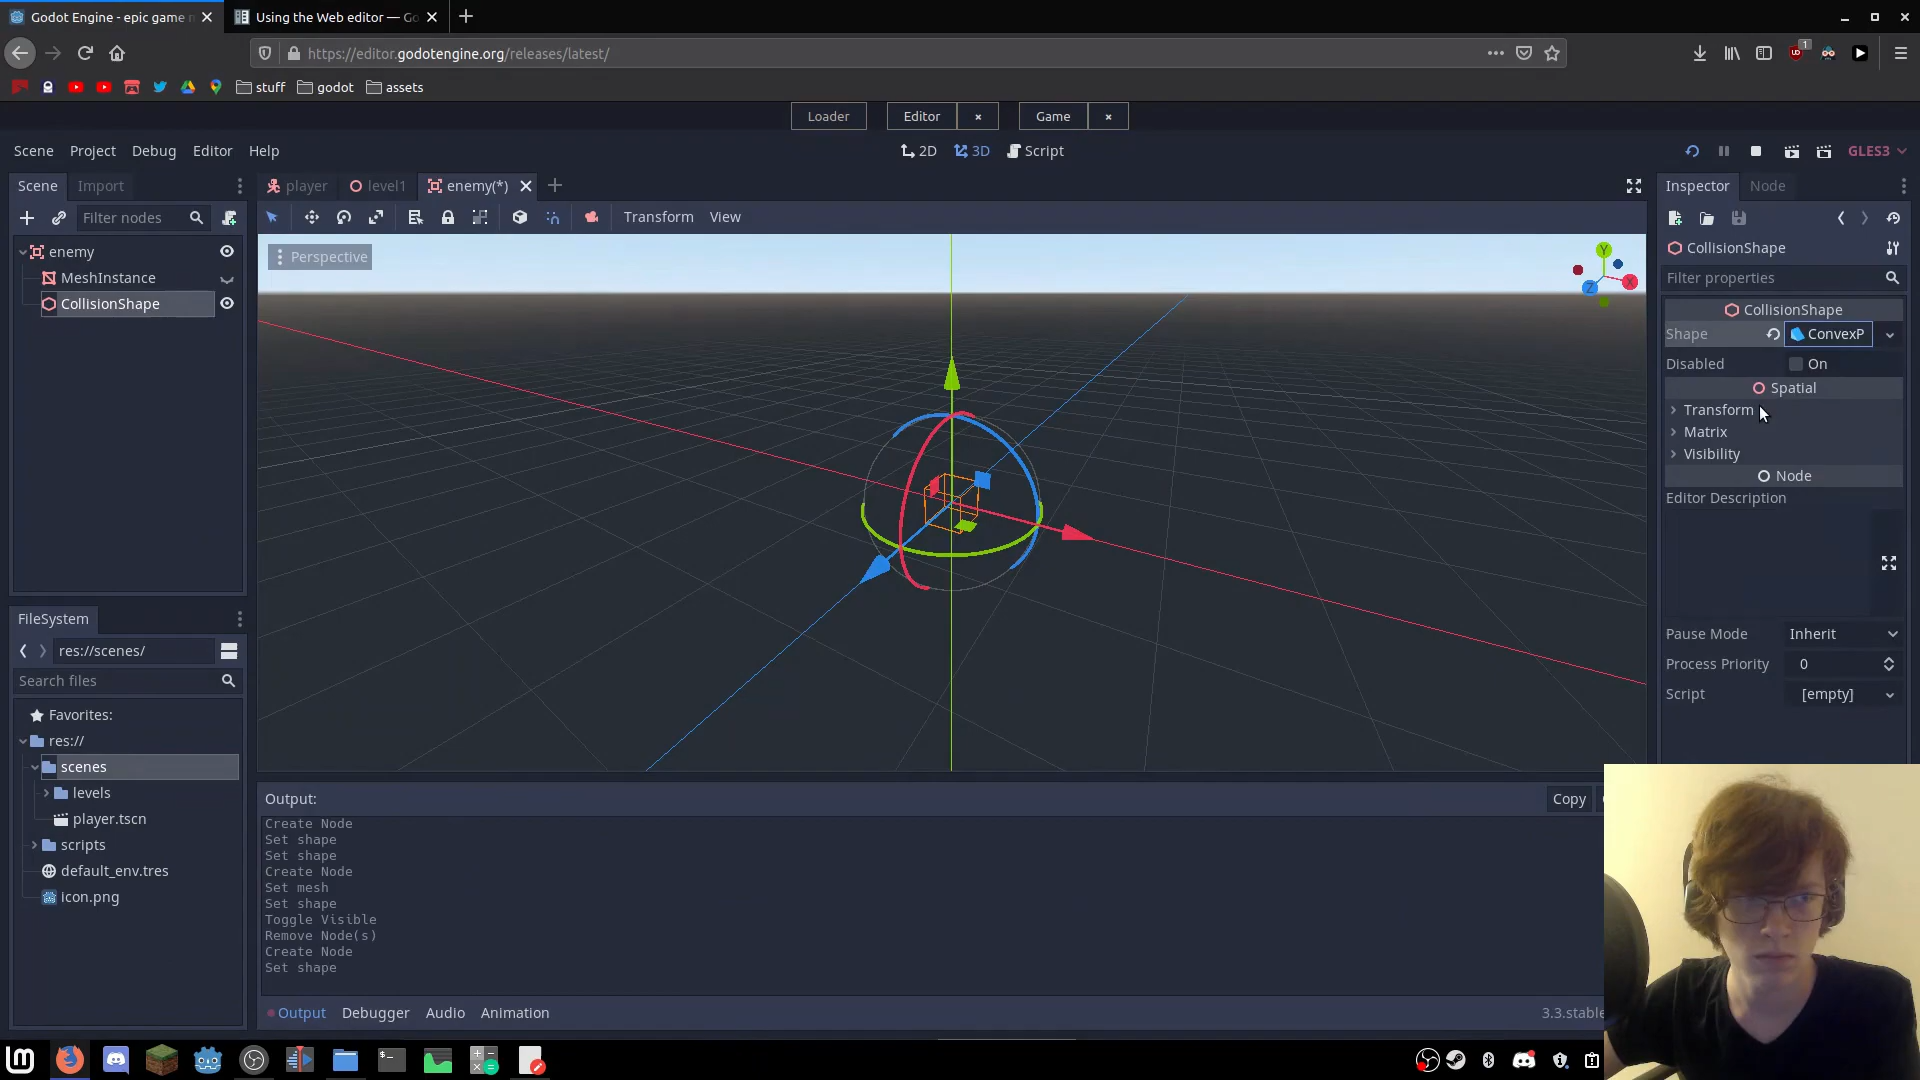 Godot Engine - epic game n
Using the Web editor — Go
https://editor.godotengine.org/releases/latest/
1
stuff
godot
assets
Loader
Editor
×
Game
×
Scene
Project
Debug
Editor
Help
2D
3D
Script
GLES3
Scene
Import
player
level1
enemy(*)
Inspector
Node
Filter nodes
Transform
View
enemy
MeshInstance
CollisionShape
Perspective
Y
X
Z
CollisionShape
Filter properties
CollisionShape
Shape
ConvexP
Disabled
On
Spatial
Transform
Matrix
Visibility
Node
Editor Description
Pause Mode
Inherit
Process Priority
0
Script
[empty]
FileSystem
res://scenes/
Search files
Favorites:
res://
scenes
levels
player.tscn
scripts
default_env.tres
icon.png
Output:
Copy
Create Node
Set shape
Set shape
Create Node
Set mesh
Set shape
Toggle Visible
Remove Node(s)
Create Node
Set shape
Output
Debugger
Audio
Animation
3.3.stable